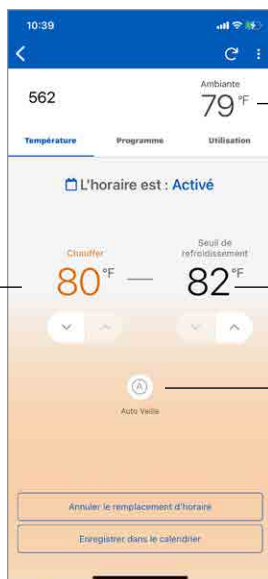 10:39
Ambiante
562
79 °F
Température Programme Utilisation
L'horaire est : Activé
Chauffer
Seuil de
refroidissement
80 °F — 82 °F
A
Auto Veille
Annuler le remplacement d'horaire
Enregistrer dans le calendrier